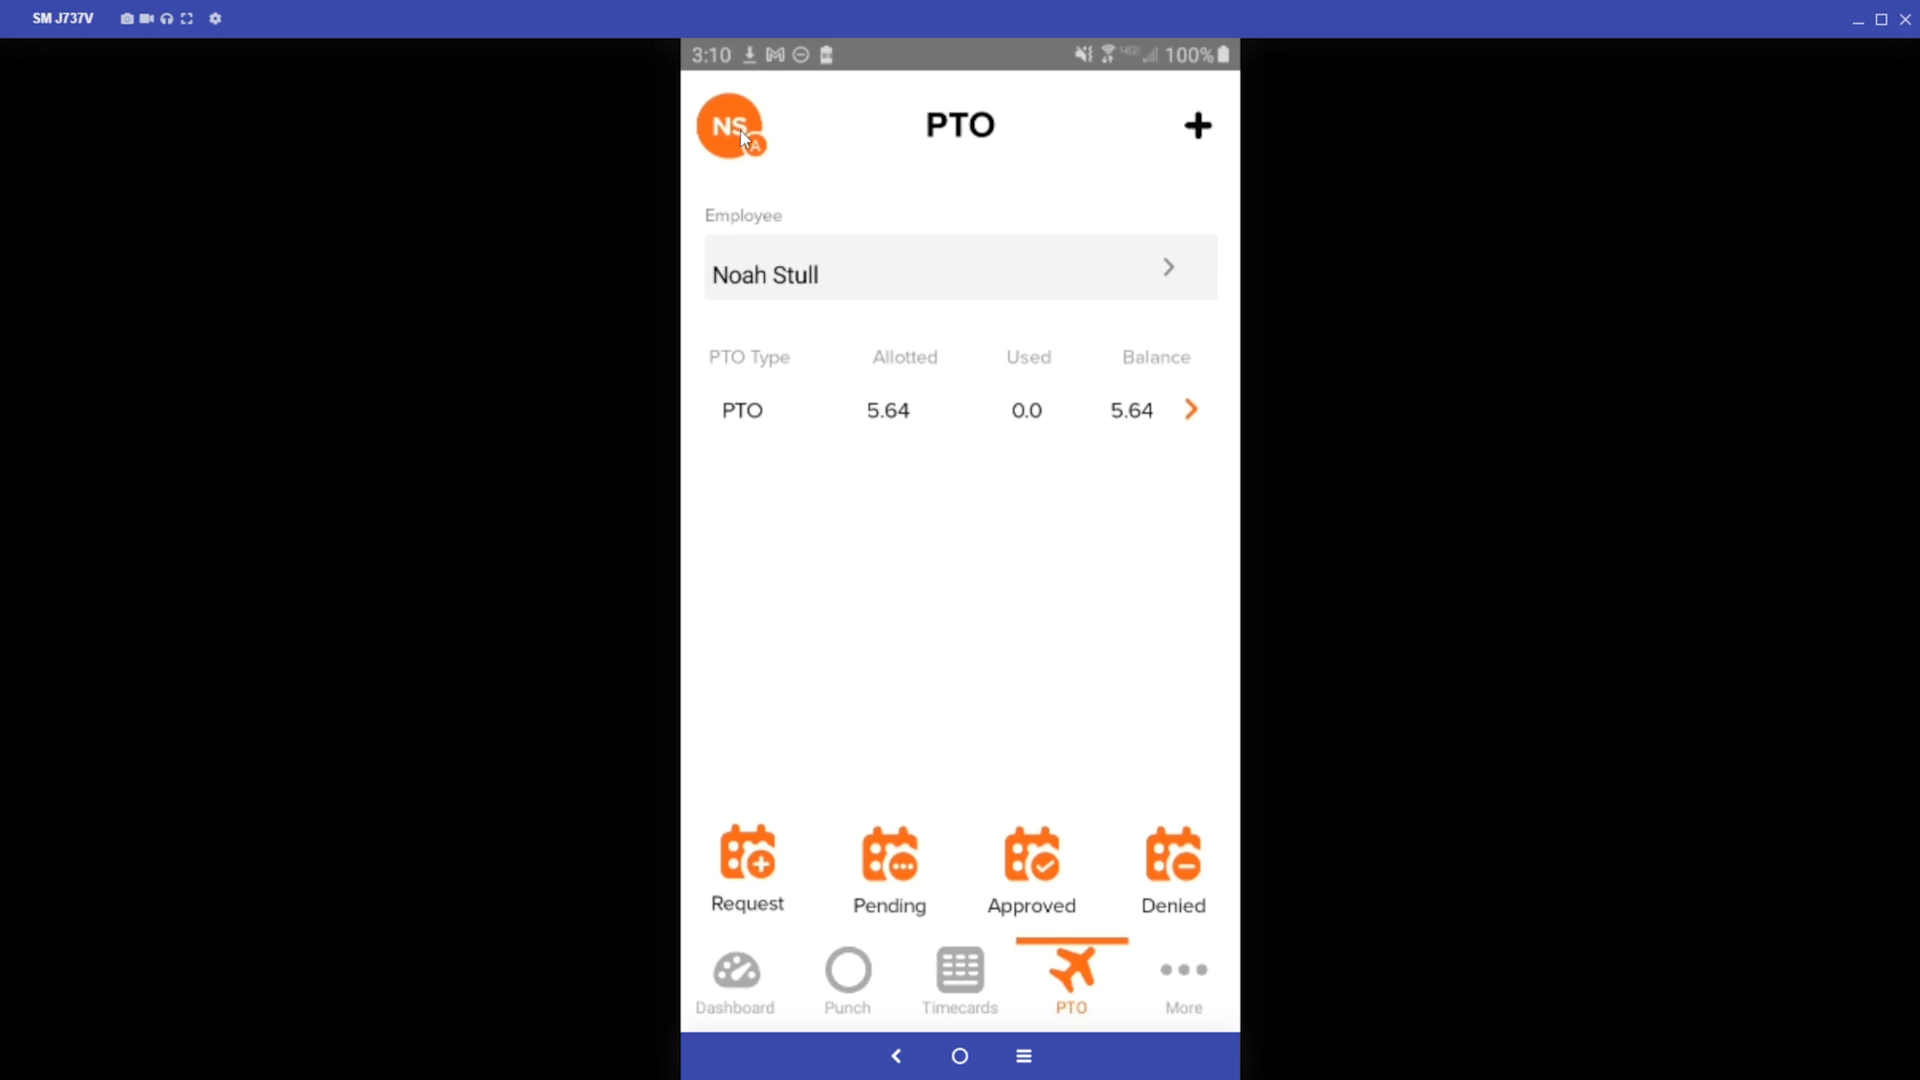 SM J737V
3:10 100%
NS
A
PTO
Employee
Noah Stull
PTO Type Allotted Used Balance
PTO 5.64 0.0 5.64
Request Pending Approved Denied
Dashboard Punch Timecards PTO More